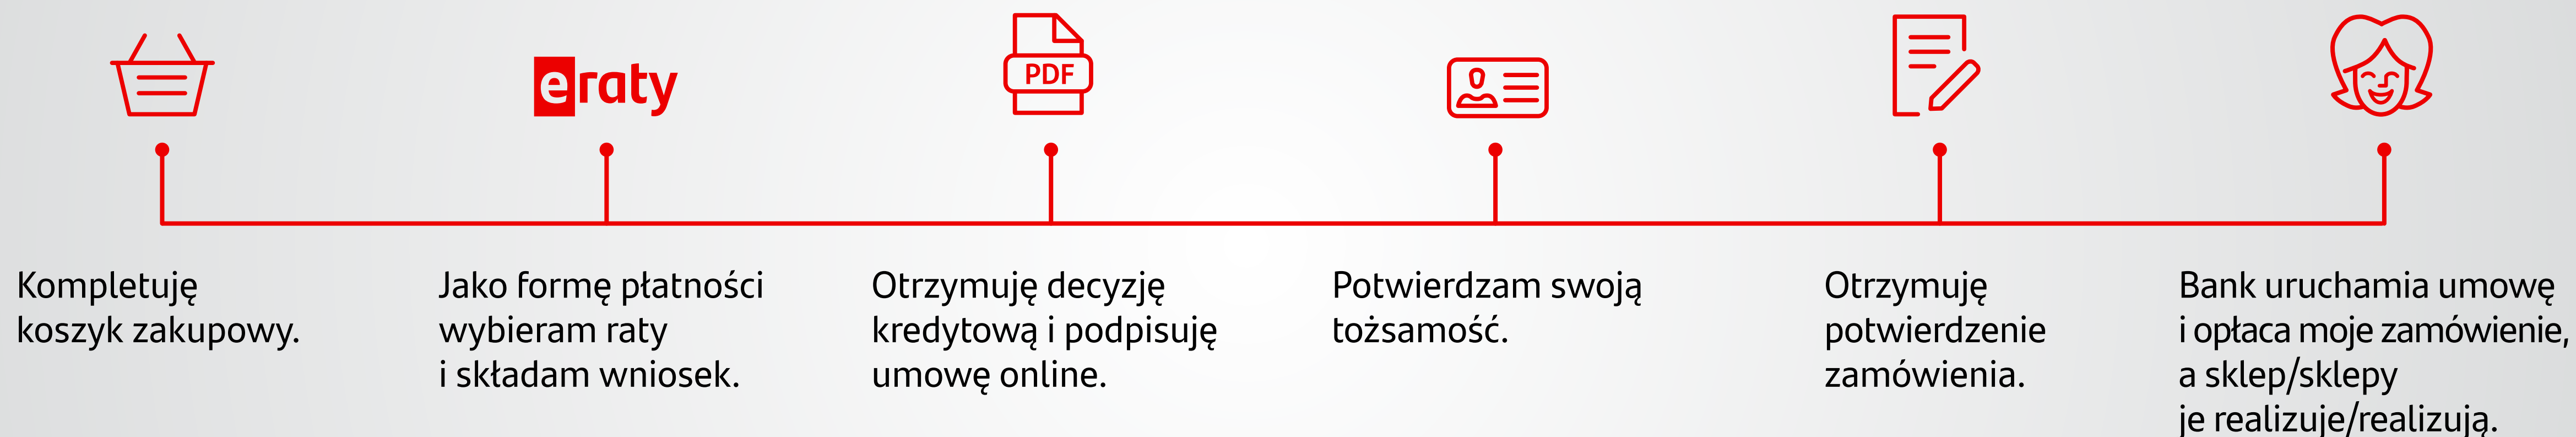 eraty
PDF
Kompletuję
koszyk zakupowy.
Jako formę płatności
wybieram raty
i składam wniosek.
Otrzymuję decyzję
kredytową i podpisuję
umowę online.
Potwierdzam swoją
tożsamość.
Otrzymuję
potwierdzenie
zamówienia.
Bank uruchamia umowę
i opłaca moje zamówienie,
a sklep/sklepy
je realizuje/realizują.